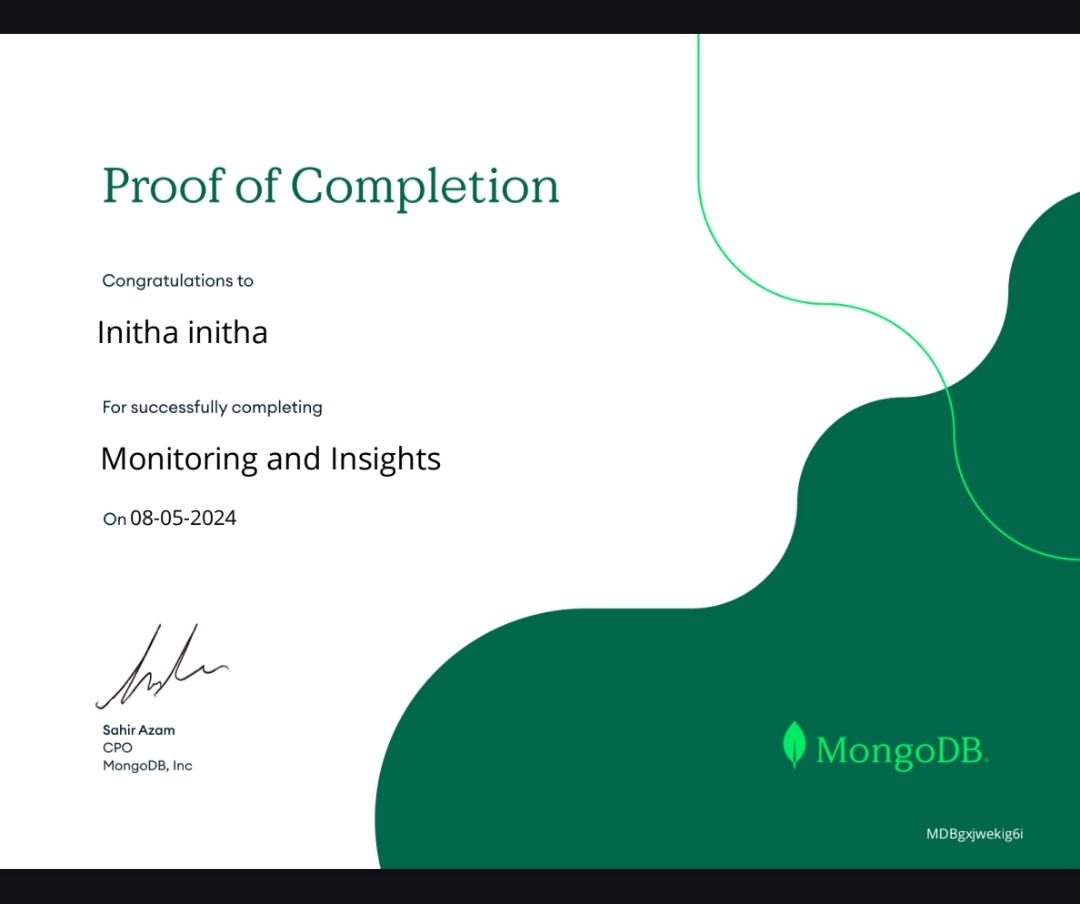 Proof of Completion
Congratulations to
Initha initha
For successfully completing
Monitoring and Insights
On 08-05-2024
Sahir Azam
CPO
MongoDB, Inc
MongoDB.
MDBgxjwekig6i